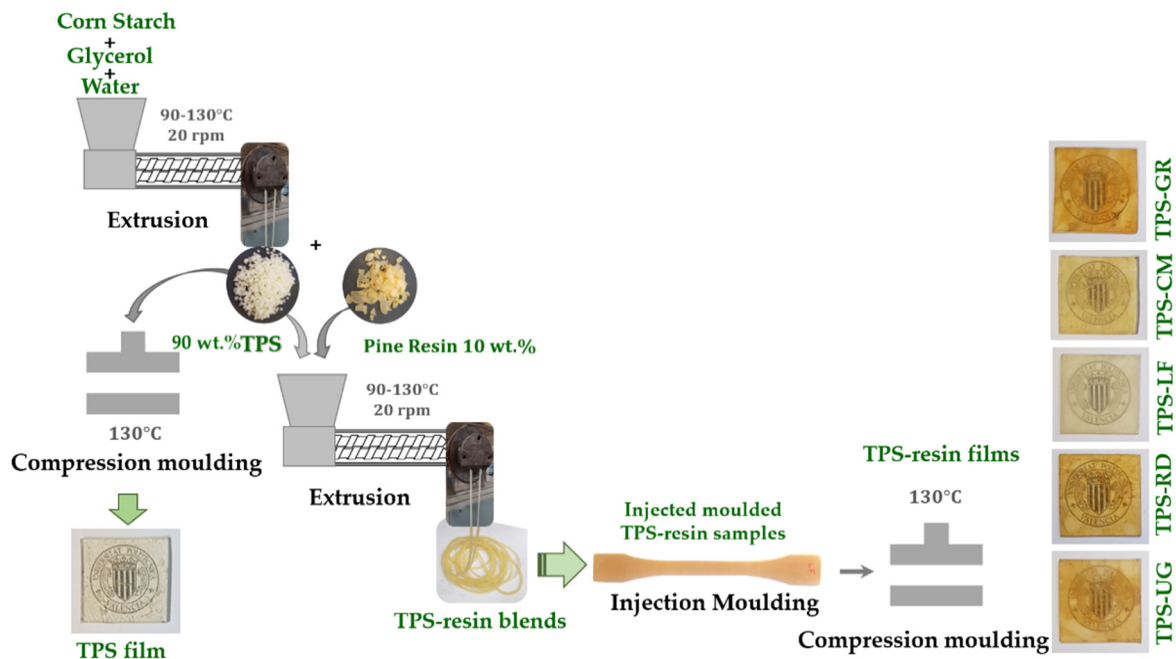 Corn Starch
+
Glycerol
+
Water
90-130°C
20 rpm
Extrusion
+
90 wt.%TPS
Pine Resin 10 wt.%
130°C
Compression moulding
TPS film
90-130°C
20 rpm
Extrusion
TPS-resin blends
Injected moulded
TPS-resin samples
Injection Moulding
TPS-resin films
130°C
Compression moulding
TPS-GR
TPS-CM
TPS-LF
TPS-RD
TPS-UG
VALENCIA